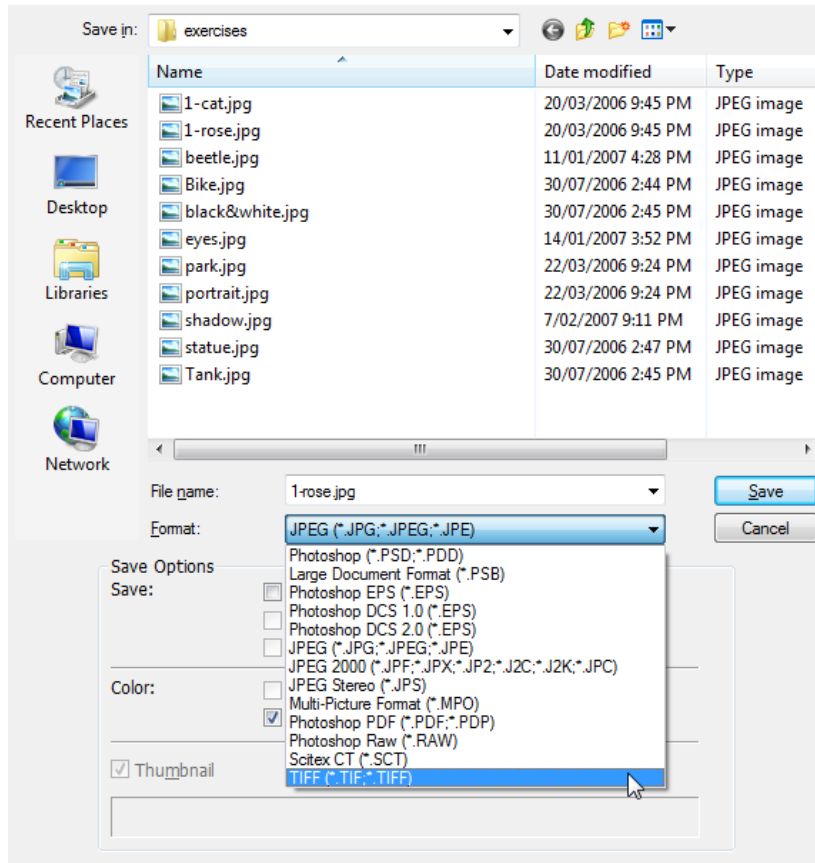 Save in: exercises
Name Date modified Type
1-cat.jpg 20/03/2006 9:45 PM JPEG image
1-rose.jpg 20/03/2006 9:45 PM JPEG image
beetle.jpg 11/01/2007 4:28 PM JPEG image
Bike.jpg 30/07/2006 2:44 PM JPEG image
black&white.jpg 30/07/2006 2:45 PM JPEG image
eyes.jpg 14/01/2007 3:52 PM JPEG image
park.jpg 22/03/2006 9:24 PM JPEG image
portrait.jpg 22/03/2006 9:24 PM JPEG image
shadow.jpg 7/02/2007 9:11 PM JPEG image
statue.jpg 30/07/2006 2:47 PM JPEG image
Tank.jpg 30/07/2006 2:45 PM JPEG image
Recent Places
Desktop
Libraries
Computer
Network
File name: 1-rose.jpg Save
Format: JPEG (*.JPG;*.JPEG;*.JPE) Cancel
Photoshop (*.PSD;*.PDD)
Large Document Format (*.PSB)
Photoshop EPS (*.EPS)
Photoshop DCS 1.0 (*.EPS)
Photoshop DCS 2.0 (*.EPS)
JPEG (*.JPG;*.JPEG;*.JPE)
JPEG 2000 (*.JPF;*.JPX;*.JP2;*.J2C;*.J2K;*.JPC)
JPEG Stereo (*.JPS)
Multi-Picture Format (*.MPO)
Photoshop PDF (*.PDF;*.PDP)
Photoshop Raw (*.RAW)
Scitex CT (*.SCT)
TIFF (*.TIF;*.TIFF)
Save Options
Save:
Color:
Thumbnail